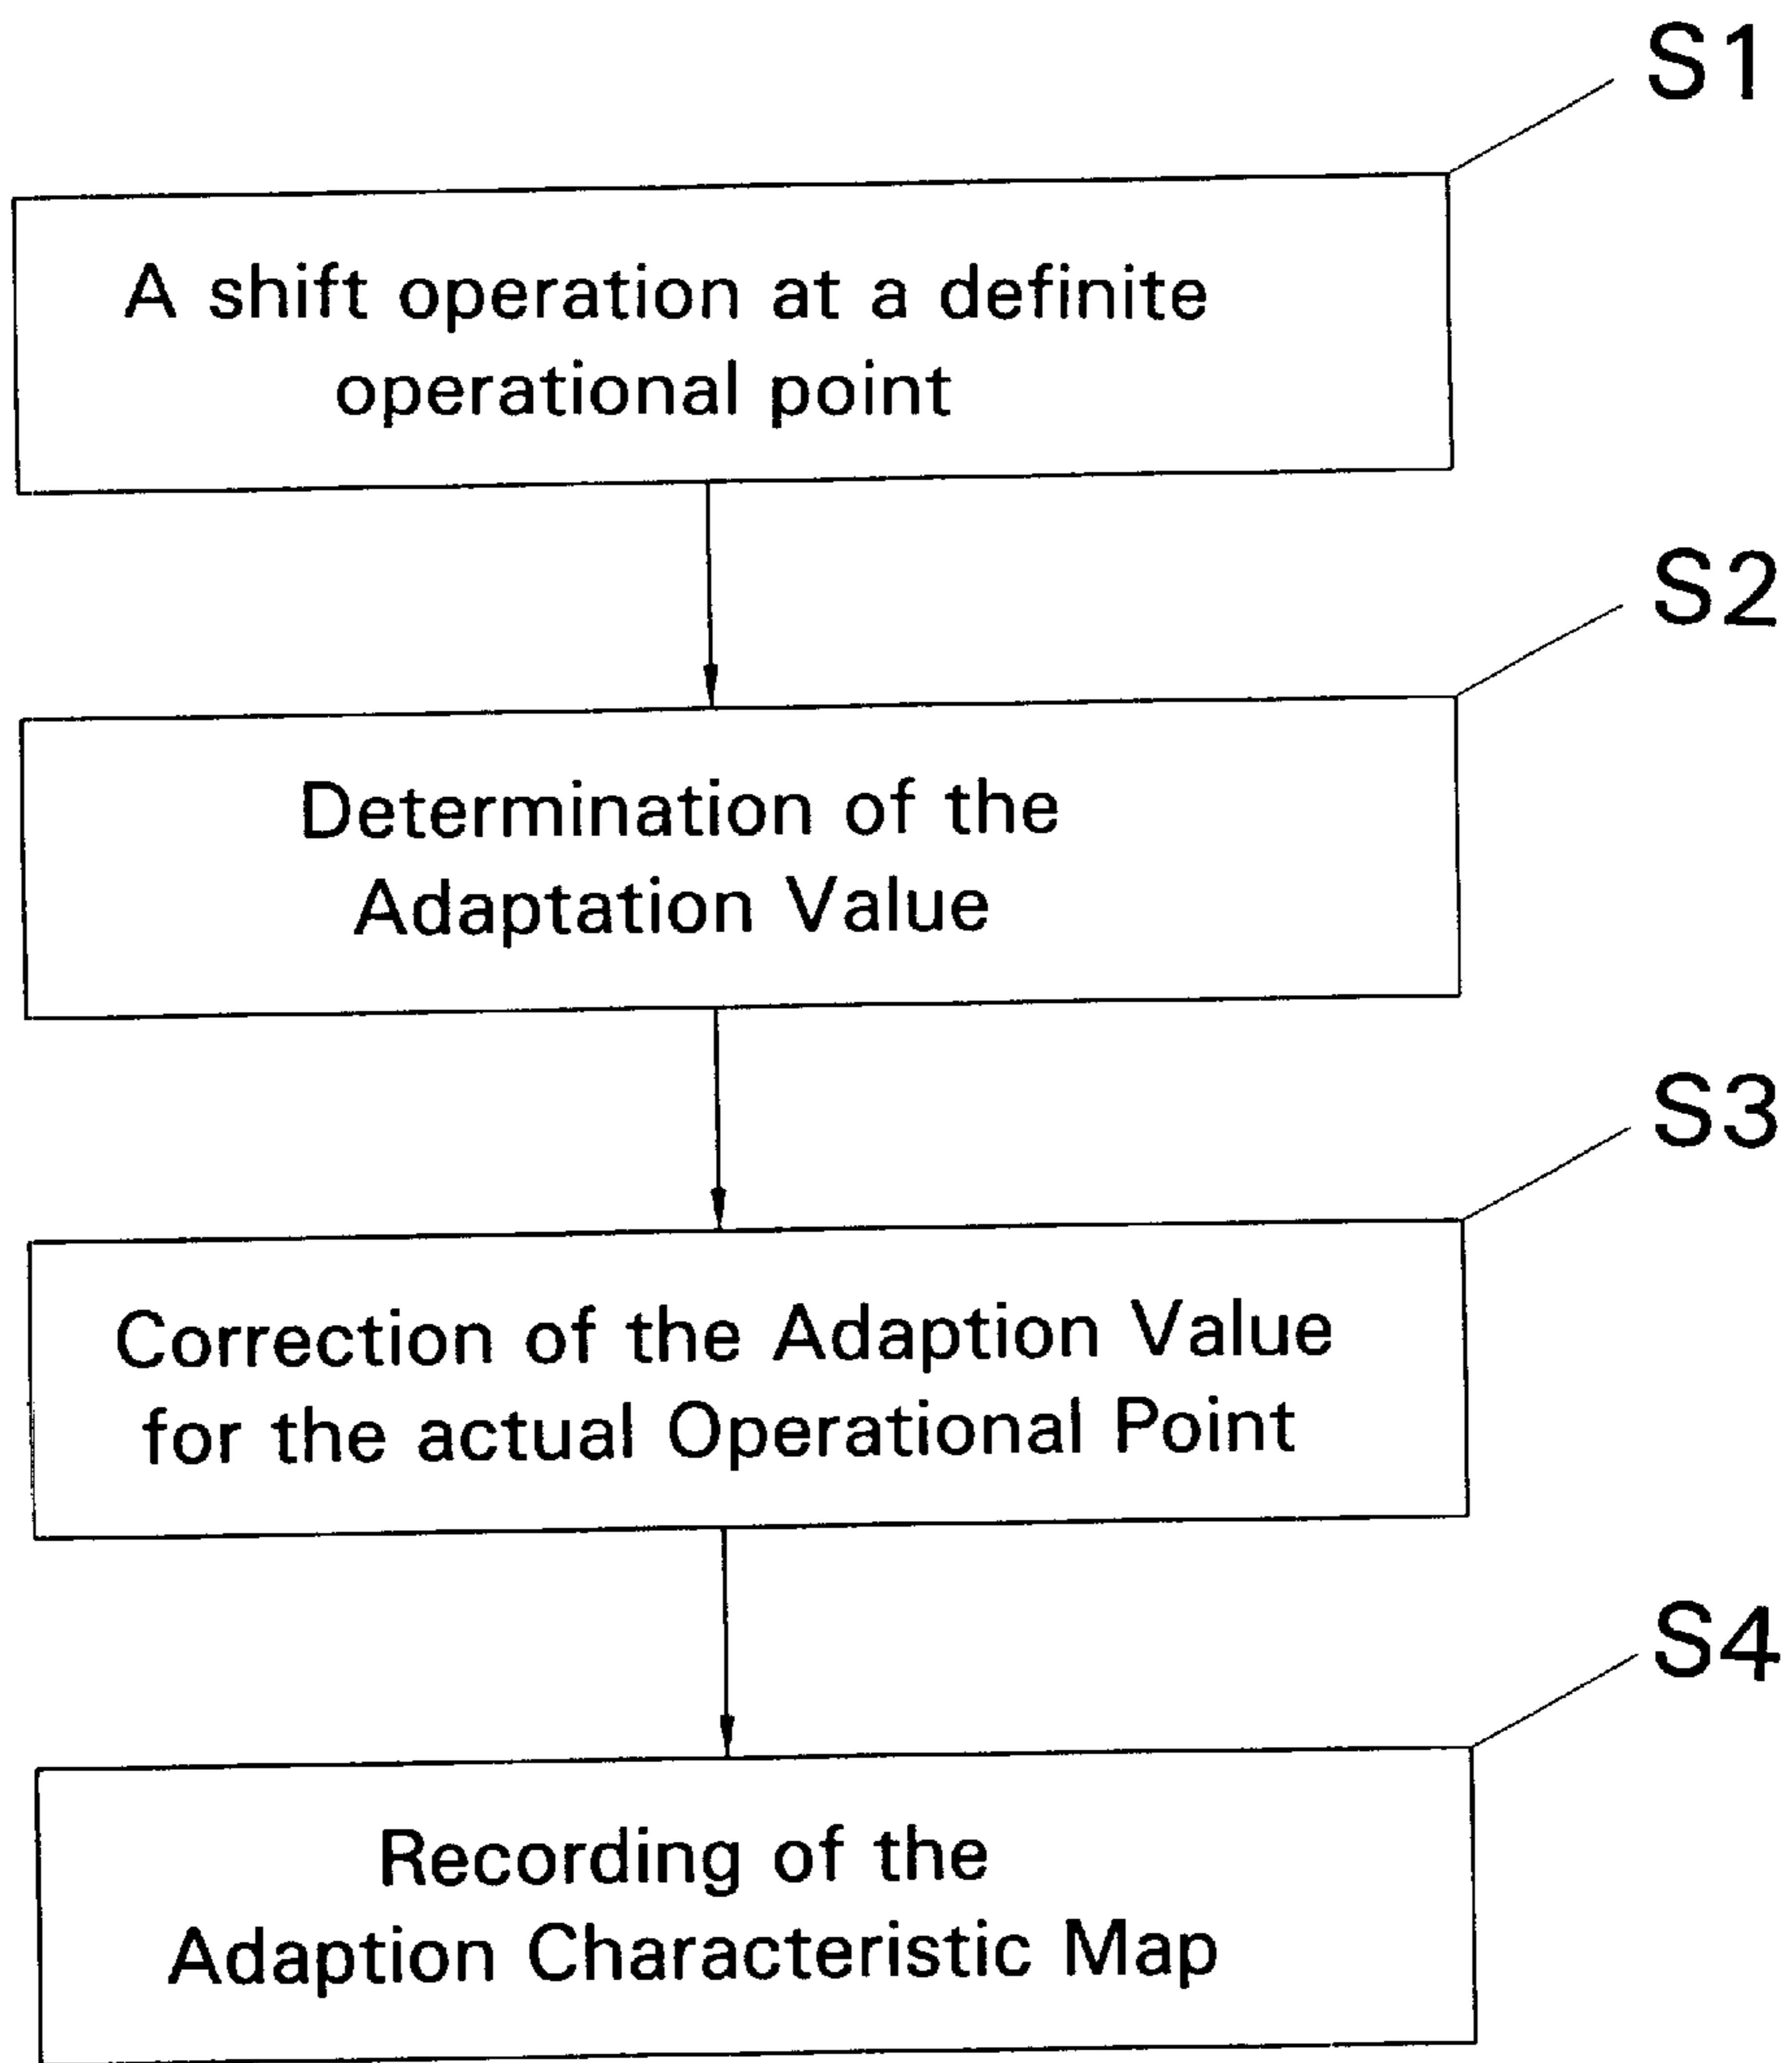 S1
A shift operation at a definite
operational point
S2
Determination of the
Adaptation Value
S3
Correction of the Adaption Value
for the actual Operational Point
S4
Recording of the
Adaption Characteristic Map